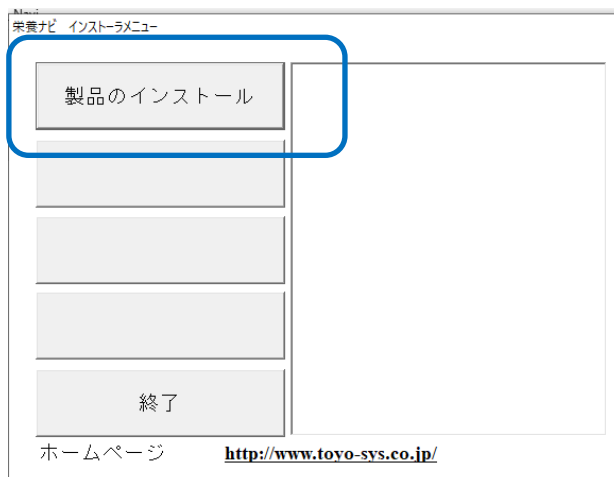 栄養ナビ インストーラメニュー
製品のインストール
終了
ホームページ http://www.toyo-sys.co.jp/